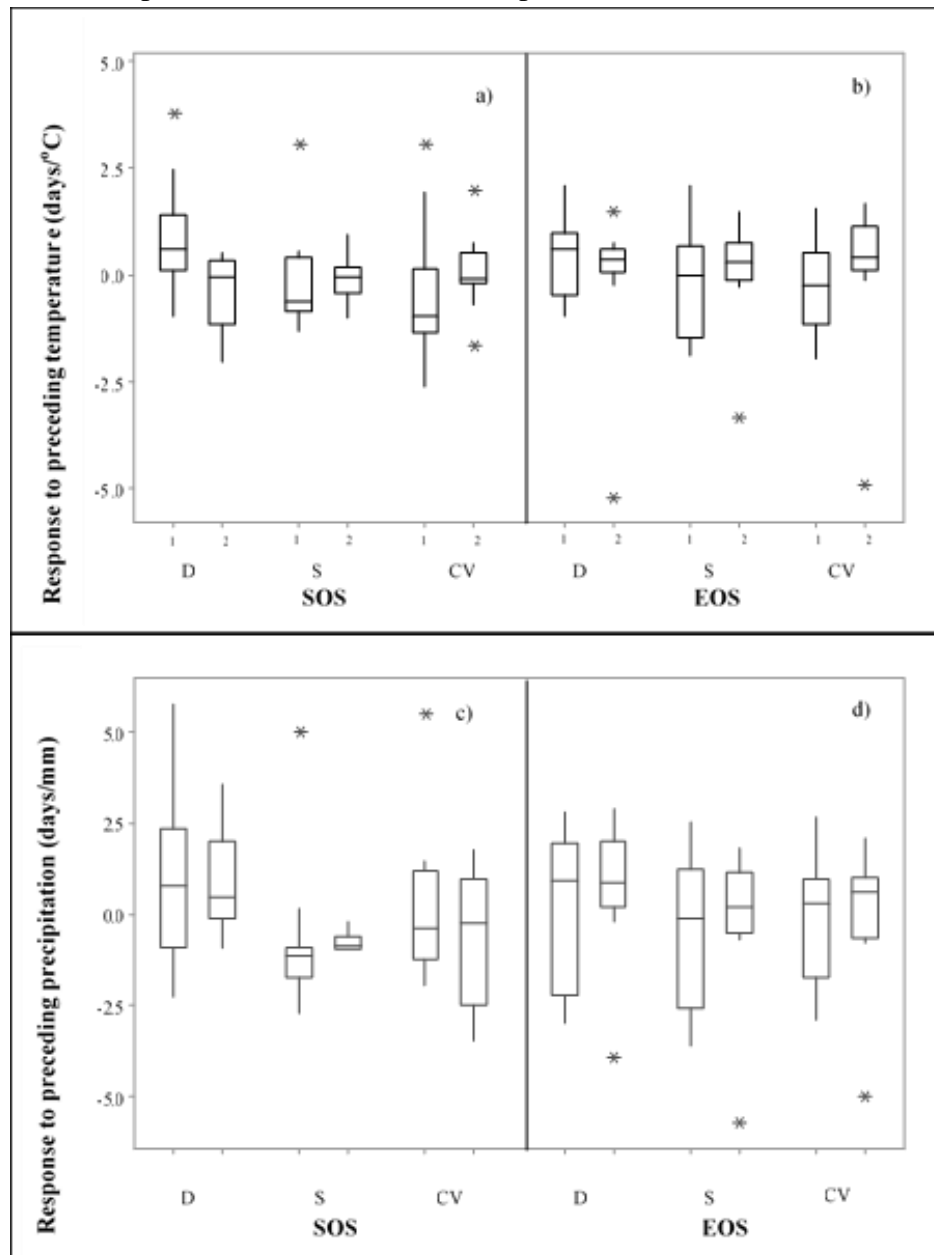 Response to preceding temperature (days/°C)
5.0
2.5
0.0
-2.5
-5.0
a)
b)
1 2 1 2 1 2 1 2 1 2 1 2
D S CV D S CV
SOS EOS
Response to preceding precipitation (days/mm)
5.0
2.5
0.0
-2.5
-5.0
c)
d)
D S CV D S CV
SOS EOS